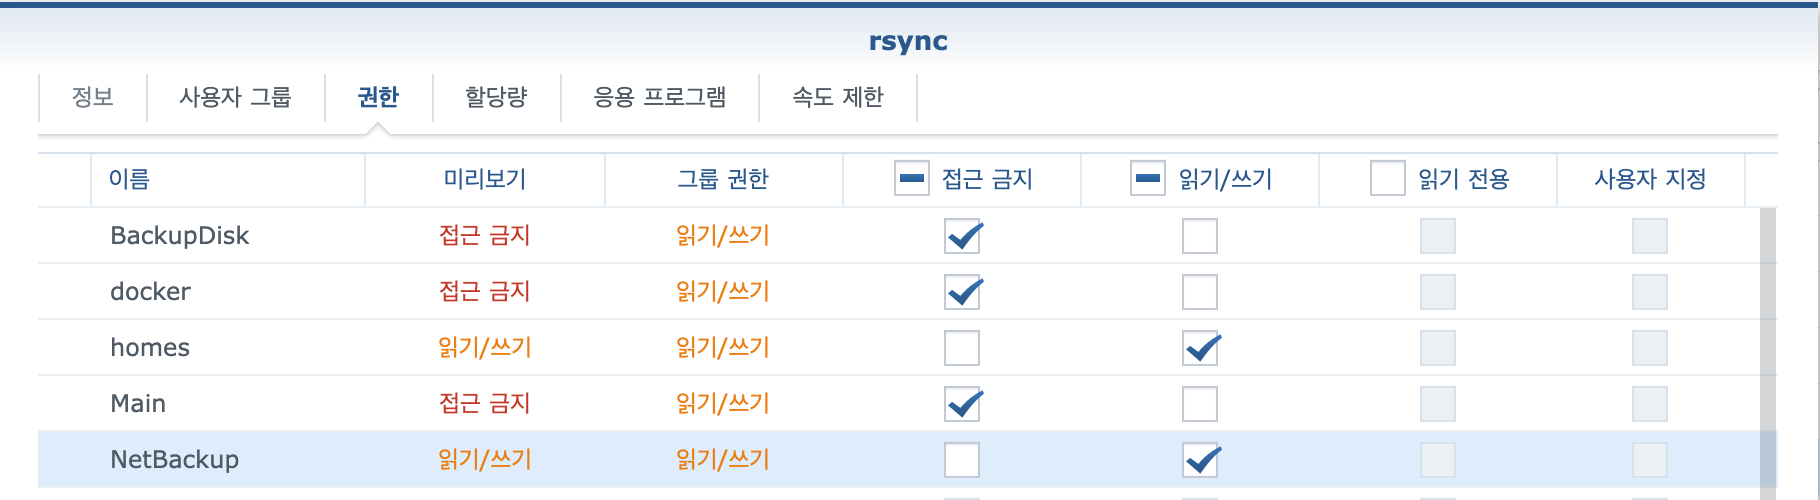 rsync
정보 사용자 그룹 권한 할당량 응용 프로그램 속도 제한
이름 미리보기 그룹 권한 접근 금지 읽기/쓰기 읽기 전용 사용자 지정
BackupDisk 접근 금지 읽기/쓰기
docker 접근 금지 읽기/쓰기
homes 읽기/쓰기 읽기/쓰기
Main 접근 금지 읽기/쓰기
NetBackup 읽기/쓰기 읽기/쓰기